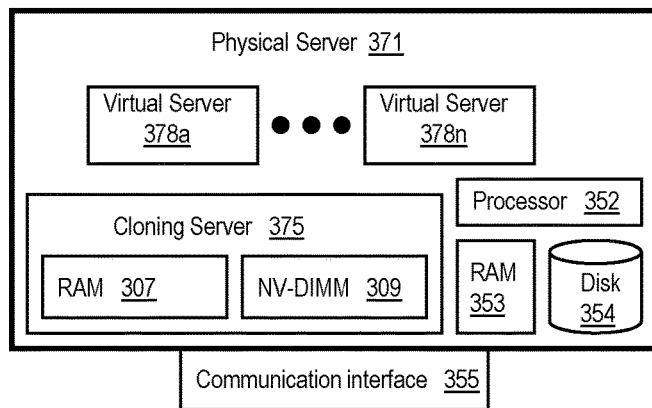 Physical Server 371
Virtual Server
378a
Virtual Server
378n
Processor 352
Cloning Server 375
RAM 307
NV-DIMM 309
RAM
353
Disk
354
Communication interface 355